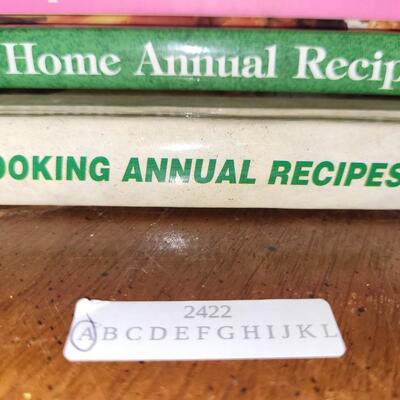 Home Annual Recip
OOKING ANNUAL RECIPES
2422
ABCDEFGHIJKL